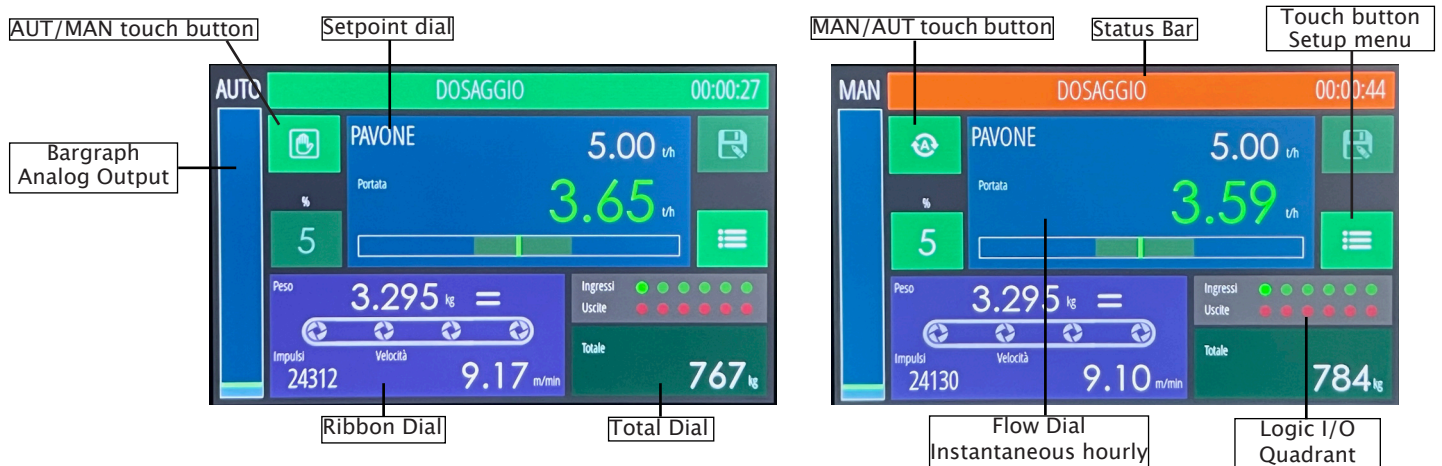 AUT/MAN touch button
Setpoint dial
MAN/AUT touch button
Status Bar
Touch button
Setup menu
Bargraph
Analog Output
AUTO
DOSAGGIO
00:00:27
PAVONE
5.00 t/h
Portata
3.65 t/h
%
5
Peso
3.295 kg =
Impulsi
24312
Velocità
9.17 m/min
Ingressi
Uscite
Totale
767 kg
MAN
DOSAGGIO
00:00:44
A
PAVONE
5.00 t/h
Portata
3.59 t/h
%
5
Peso
3.295 kg =
Impulsi
24130
Velocità
9.10 m/min
Ingressi
Uscite
Totale
784 kg
Ribbon Dial
Total Dial
Flow Dial
Instantaneous hourly
Logic I/O
Quadrant